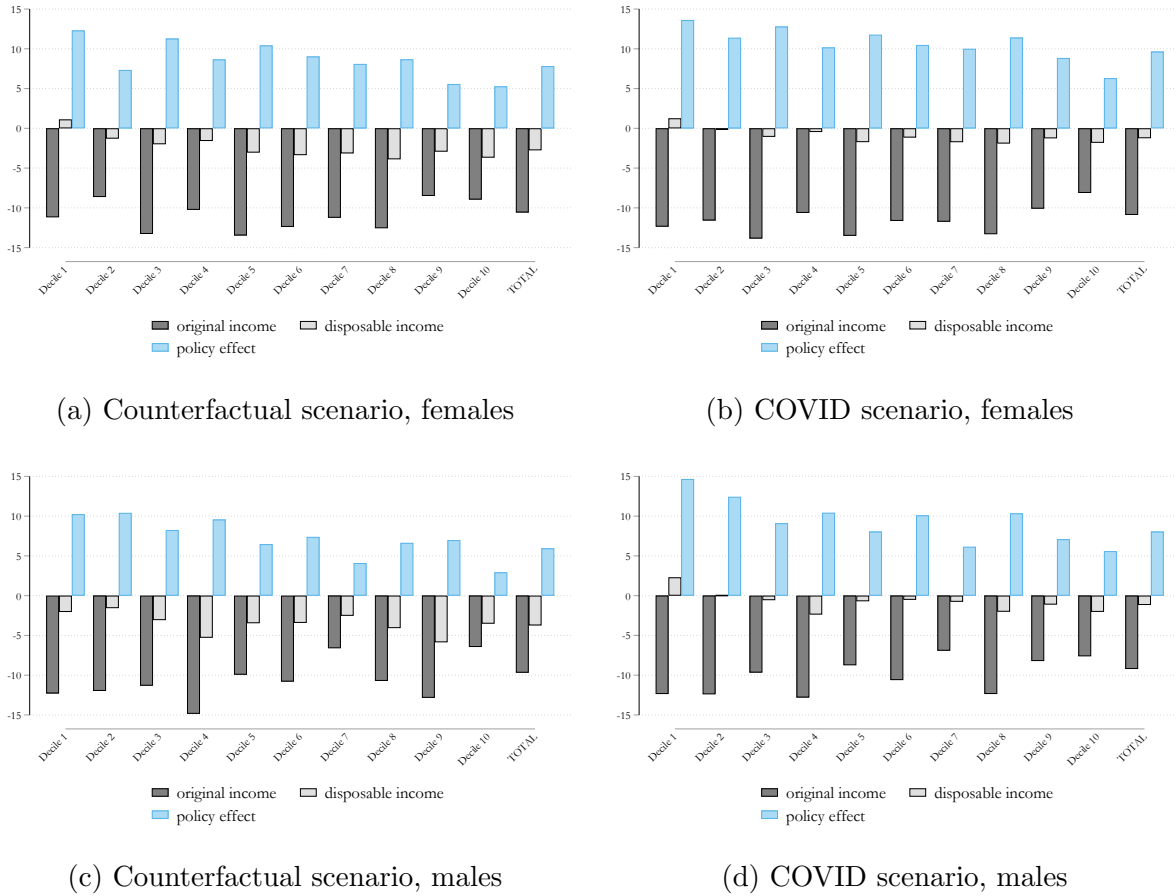 15
10
5
0
-5
-10
-15
Decile 1
Decile 2
Decile 3
Decile 4
Decile 5
Decile 6
Decile 7
Decile 8
Decile 9
Decile 10
TOTAL
original income disposable income
policy effect
(a) Counterfactual scenario, females
15
10
5
0
-5
-10
-15
Decile 1
Decile 2
Decile 3
Decile 4
Decile 5
Decile 6
Decile 7
Decile 8
Decile 9
Decile 10
TOTAL
original income disposable income
policy effect
(b) COVID scenario, females
15
10
5
0
-5
-10
-15
Decile 1
Decile 2
Decile 3
Decile 4
Decile 5
Decile 6
Decile 7
Decile 8
Decile 9
Decile 10
TOTAL
original income disposable income
policy effect
(c) Counterfactual scenario, males
15
10
5
0
-5
-10
-15
Decile 1
Decile 2
Decile 3
Decile 4
Decile 5
Decile 6
Decile 7
Decile 8
Decile 9
Decile 10
TOTAL
original income disposable income
policy effect
(d) COVID scenario, males